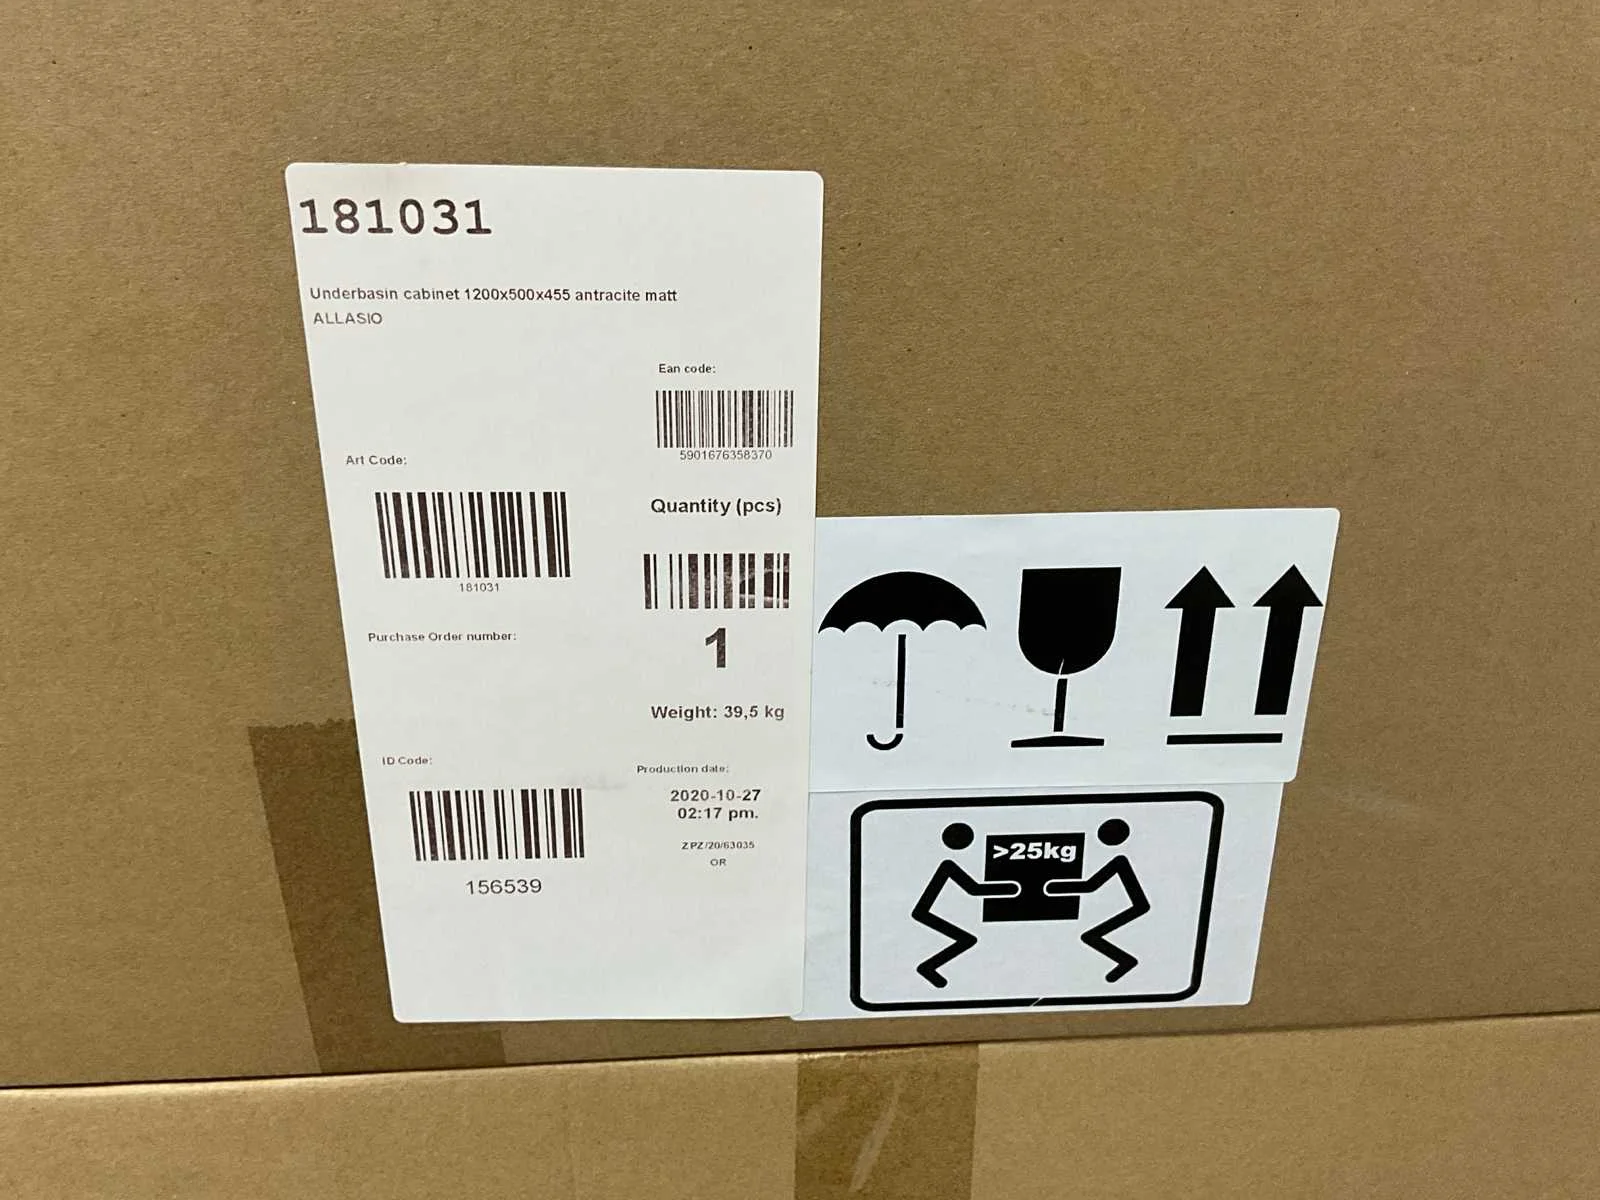 181031
Underbasin cabinet 1200x500x455 antracite matt
ALLASIO
Ean code:
5901676358370
Art Code:
181031
Quantity (pcs)
1
Purchase Order number:
Weight: 39,5 kg
ID Code:
156539
Production date:
2020-10-27
02:17 pm.
ZPZ/20/63035
OR
>25kg